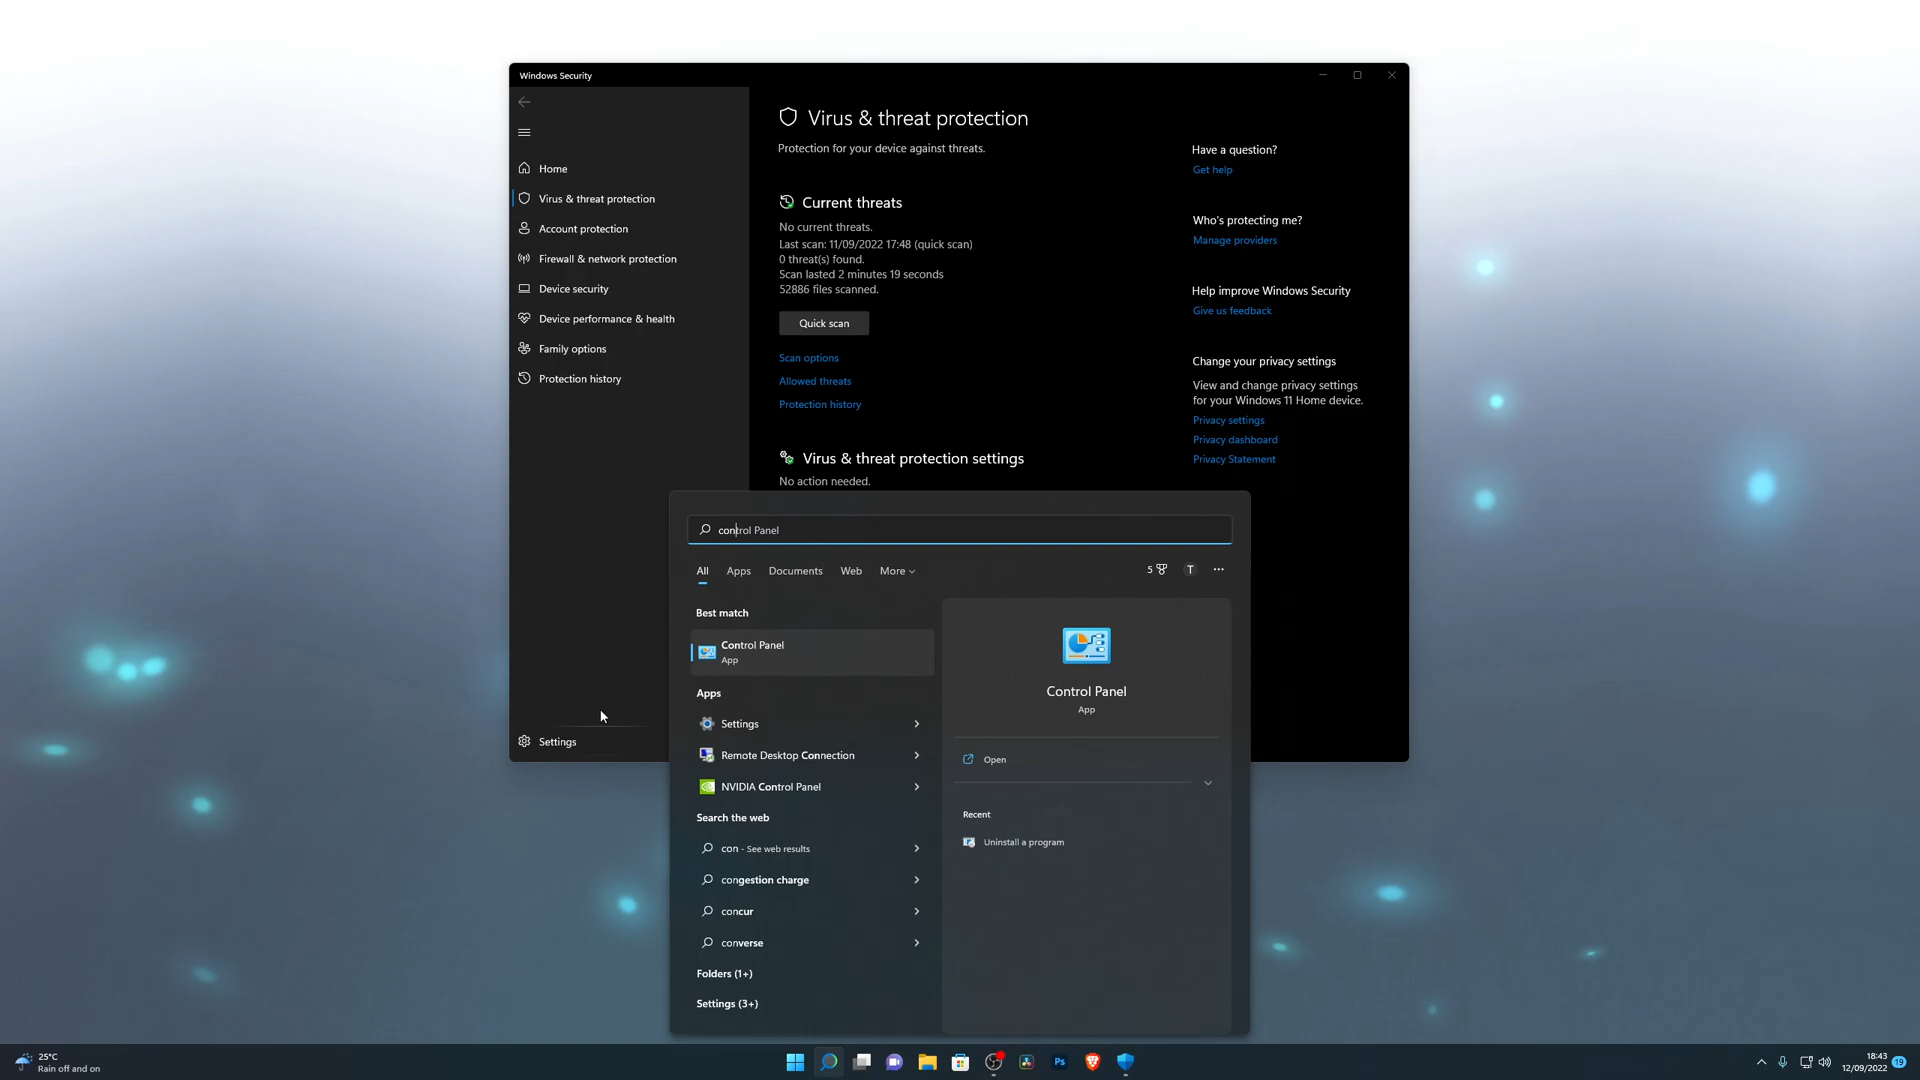 Windows Security
Home
Virus & threat protection
Account protection
Firewall & network protection
Device security
Device performance & health
Family options
Protection history
Settings
Virus & threat protection
Protection for your device against threats.
Current threats
No current threats.
Last scan: 11/09/2022 17:48 (quick scan)
0 threat(s) found.
Scan lasted 2 minutes 19 seconds
52886 files scanned.
Quick scan
Scan options
Allowed threats
Protection history
Virus & threat protection settings
No action needed.
Have a question?
Get help
Who's protecting me?
Manage providers
Help improve Windows Security
Give us feedback
Change your privacy settings
View and change privacy settings
for your Windows 11 Home device.
Privacy settings
Privacy dashboard
Privacy Statement
control Panel
All Apps Documents Web More
5 T
Best match
Control Panel
App
Apps
Settings
Remote Desktop Connection
NVIDIA Control Panel
Search the web
con - See web results
congestion charge
concur
converse
Folders (1+)
Settings (3+)
Control Panel
App
Open
Recent
Uninstall a program
25°C
Rain off and on
Ps
18:43
12/09/2022
19